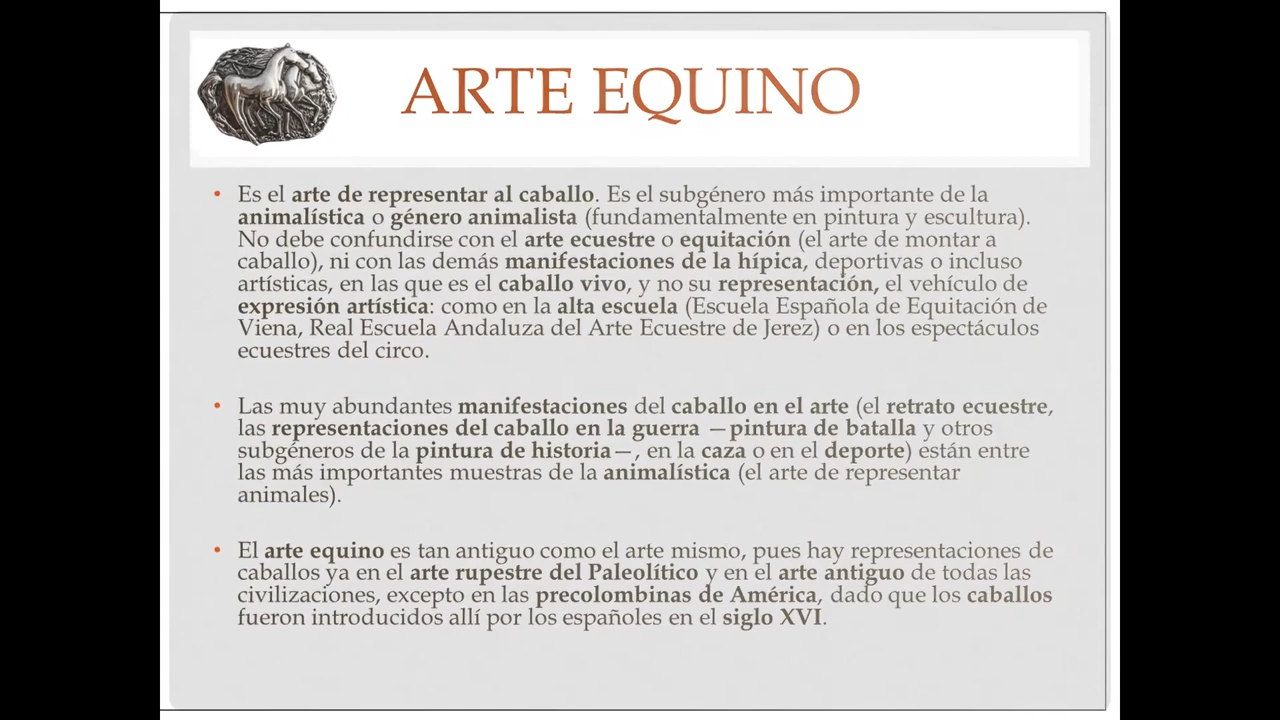 ARTE EQUINO
• Es el arte de representar al caballo. Es el subgénero más importante de la
animalística o género animalista (fundamentalmente en pintura y escultura).
No debe confundirse con el arte ecuestre o equitación (el arte de montar a
caballo), ni con las demás manifestaciones de la hípica, deportivas o incluso
artísticas, en las que es el caballo vivo, y no su representación, el vehículo de
expresión artística: como en la alta escuela (Escuela Española de Equitación de
Viena, Real Escuela Andaluza del Arte Ecuestre de Jerez) o en los espectáculos
ecuestres del circo.
• Las muy abundantes manifestaciones del caballo en el arte (el retrato ecuestre,
las representaciones del caballo en la guerra —pintura de batalla y otros
subgéneros de la pintura de historia—, en la caza o en el deporte) están entre
las más importantes muestras de la animalística (el arte de representar
animales).
• El arte equino es tan antiguo como el arte mismo, pues hay representaciones de
caballos ya en el arte rupestre del Paleolítico y en el arte antiguo de todas las
civilizaciones, excepto en las precolombinas de América, dado que los caballos
fueron introducidos allí por los españoles en el siglo XVI.